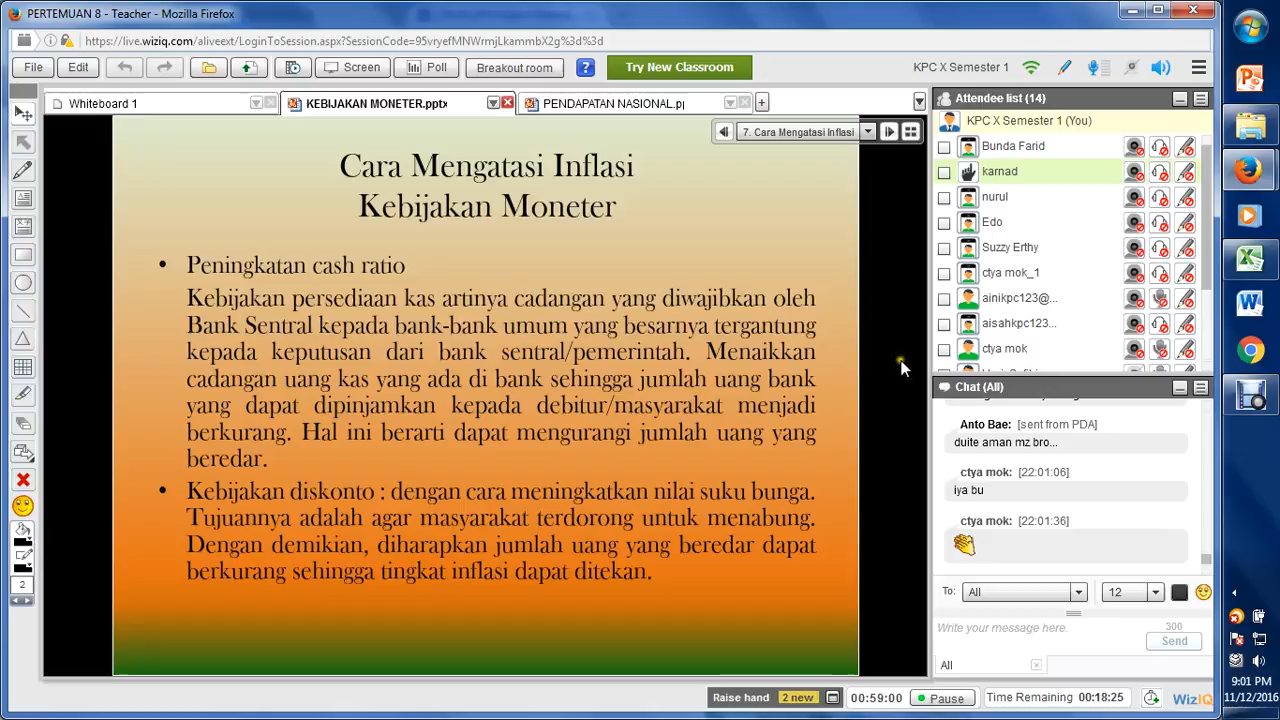 PERTEMUAN 8 - Teacher - Mozilla Firefox
https://live.wiziq.com/aliveext/LoginToSession.aspx?SessionCode=95vryefMNWrmjLkammbX2g%3d%3d
File Edit Screen Poll Breakout room ? Try New Classroom KPC X Semester 1
Whiteboard 1 KEBIJAKAN MONETER.pptx PENDAPATAN NASIONAL.p
7. Cara Mengatasi Inflasi
Cara Mengatasi Inflasi
Kebijakan Moneter
• Peningkatan cash ratio
Kebijakan persediaan kas artinya cadangan yang diwajibkan oleh
Bank Sentral kepada bank-bank umum yang besarnya tergantung
kepada keputusan dari bank sentral/pemerintah. Menaikkan
cadangan uang kas yang ada di bank sehingga jumlah uang bank
yang dapat dipinjamkan kepada debitur/masyarakat menjadi
berkurang. Hal ini berarti dapat mengurangi jumlah uang yang
beredar.
• Kebijakan diskonto : dengan cara meningkatkan nilai suku bunga.
Tujuannya adalah agar masyarakat terdorong untuk menabung.
Dengan demikian, diharapkan jumlah uang yang beredar dapat
berkurang sehingga tingkat inflasi dapat ditekan.
2
Attendee list (14)
KPC X Semester 1 (You)
Bunda Farid
karnad
nurul
Edo
Suzzy Erthy
ctya mok_1
ainikpc123@...
aisahkpc123...
ctya mok
Chat (All)
Anto Bae: [sent from PDA]
duite aman mz bro...
ctya mok: [22:01:06]
iya bu
ctya mok: [22:01:36]
To: All 12
Write your message here.
300
Send
All
Raise hand 2 new 00:59:00 Pause Time Remaining 00:18:25 WizIQ
9:01 PM
11/12/2016